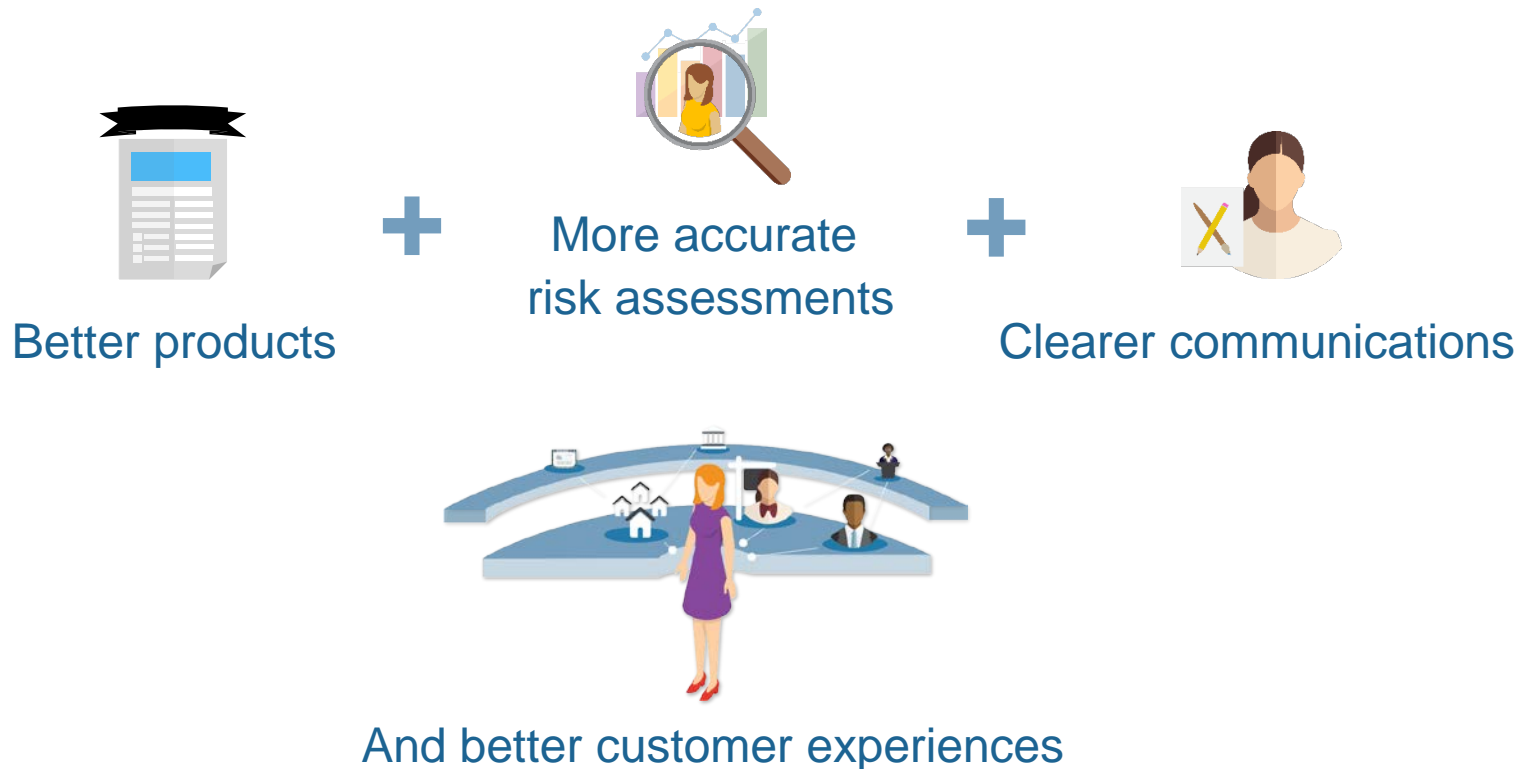 Better products
+
More accurate
risk assessments
+
Clearer communications
And better customer experiences